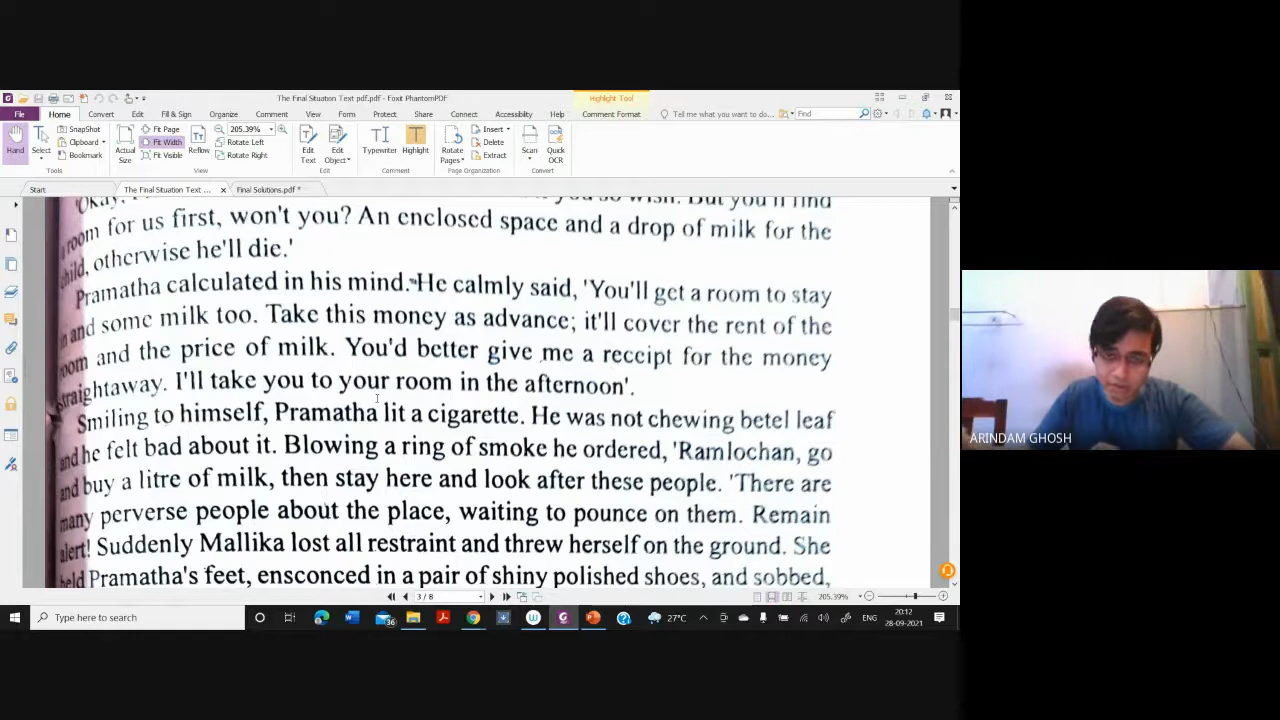 The Final Situation Text pdf.pdf - Foxit PhantomPDF
Highlight Tool
File Home Convert Edit Fill & Sign Organize Comment View Form Protect Share Connect Accessibility Help Comment Format Tell me what you want to do... Find
Hand
Select
SnapShot
Clipboard
Bookmark
Actual Size
Fit Page
Fit Width
Fit Visible
Reflow
205.39%
Rotate Left
Rotate Right
Edit Text
Edit Object
Typewriter
Highlight
Rotate Pages
Insert
Delete
Extract
Scan
Quick OCR
Tools View Edit Comment Page Organization Convert
Start The Final Situation Text ... Final Solutions.pdf *
'Okay, you so wish. But you'll find
a room for us first, won't you? An enclosed space and a drop of milk for the
child, otherwise he'll die.'
Pramatha calculated in his mind. He calmly said, 'You'll get a room to stay
in and some milk too. Take this money as advance; it'll cover the rent of the
room and the price of milk. You'd better give me a receipt for the money
straightaway. I'll take you to your room in the afternoon'.
Smiling to himself, Pramatha lit a cigarette. He was not chewing betel leaf
and he felt bad about it. Blowing a ring of smoke he ordered, 'Ramlochan, go
and buy a litre of milk, then stay here and look after these people. 'There are
many perverse people about the place, waiting to pounce on them. Remain
alert! Suddenly Mallika lost all restraint and threw herself on the ground. She
held Pramatha's feet, ensconced in a pair of shiny polished shoes, and sobbed,
3 / 8
205.39%
Type here to search
36
27°C
ENG
20:12
28-09-2021
ARINDAM GHOSH